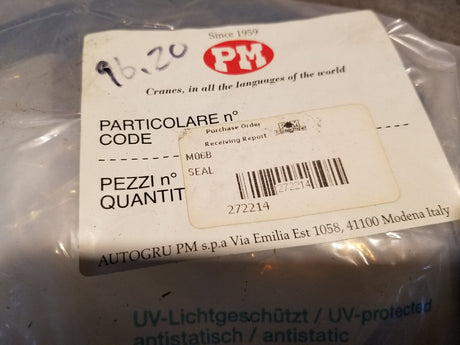 Since 1959
96.20
PM
Cranes, in all the languages of the world
PARTICOLARE n°
CODE
Purchase Order
Receiving Report
M06B
SEAL
PEZZI n°
QUANTIT
272214
272214
AUTOGRU PM s.p.a Via Emilia Est 1058, 41100 Modena Italy
UV-Lichtgeschützt / UV-protected
antistatisch / antistatic